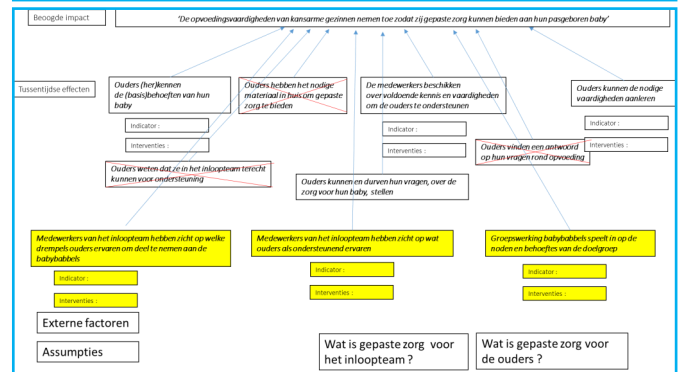 Beoogde impact
'De opvoedingsvaardigheden van kansarme gezinnen nemen toe zodat zij gepaste zorg kunnen bieden aan hun pasgeboren baby'
Tussentijdse effecten
Ouders (her)kennen
de (basis)behoeften van hun
baby
Indicator :
Interventies :
Ouders hebben het nodige
materiaal in huis om gepaste
zorg te bieden
De medewerkers beschikken
over voldoende kennis en vaardigheden
om de ouders te ondersteunen
Indicator :
Interventies :
Ouders kunnen de nodige
vaardigheden aanleren
Indicator :
Interventies :
Ouders weten dat ze in het inloopteam terecht
kunnen voor ondersteuning
Ouders vinden een antwoord
op hun vragen rond opvoeding
Ouders kunnen en durven hun vragen, over de
zorg voor hun baby, stellen
Medewerkers van het inloopteam hebben zicht op welke
drempels ouders ervaren om deel te nemen aan de
babybabbels
Indicator :
Interventies :
Medewerkers van het inloopteam hebben zicht op wat
ouders als ondersteunend ervaren
Indicator :
Interventies :
Groepswerking babybabbels speelt in op de
noden en behoeftes van de doelgroep
Indicator :
Interventies :
Externe factoren
Assumpties
Wat is gepaste zorg voor
het inloopteam ?
Wat is gepaste zorg voor
de ouders ?